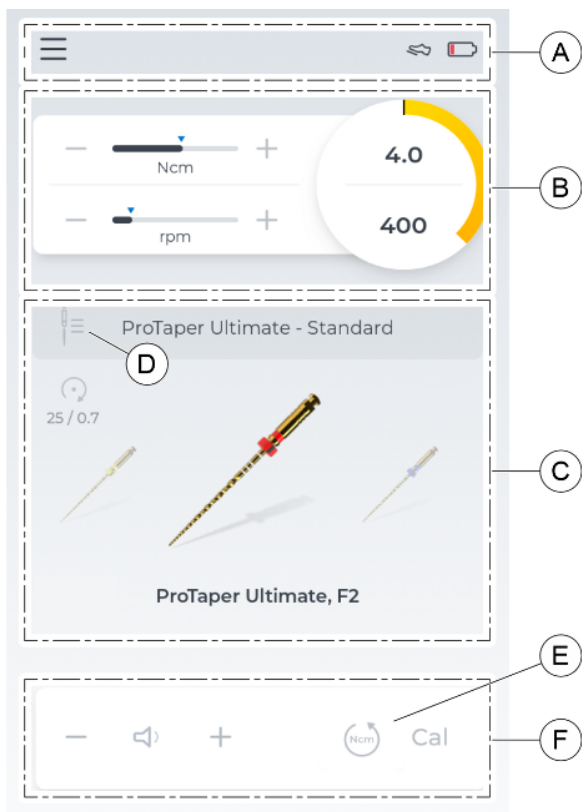 A
Ncm
4.0
B
rpm
400
ProTaper Ultimate - Standard
D
25 / 0.7
C
ProTaper Ultimate, F2
E
Ncm
Cal
F